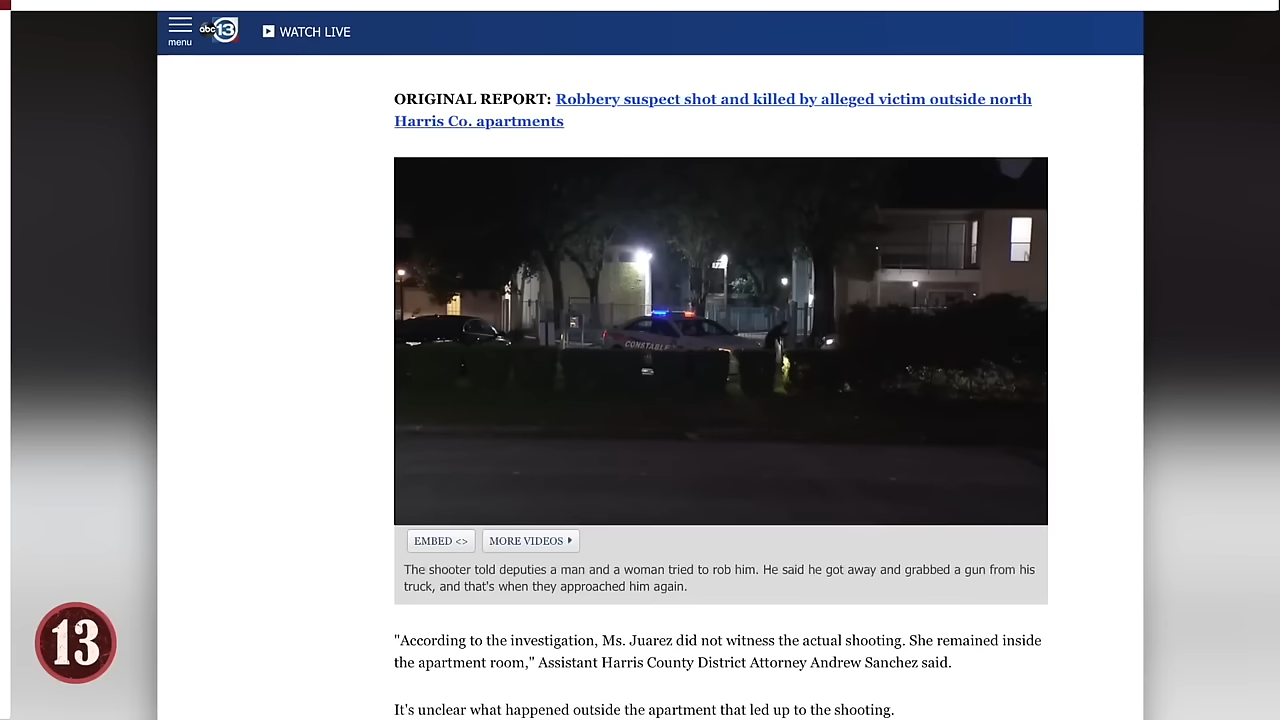 menu
abc 13
WATCH LIVE
ORIGINAL REPORT: Robbery suspect shot and killed by alleged victim outside north
Harris Co. apartments
CONSTABLE
EMBED <>
MORE VIDEOS
The shooter told deputies a man and a woman tried to rob him. He said he got away and grabbed a gun from his
truck, and that's when they approached him again.
"According to the investigation, Ms. Juarez did not witness the actual shooting. She remained inside
the apartment room," Assistant Harris County District Attorney Andrew Sanchez said.
It's unclear what happened outside the apartment that led up to the shooting.
13